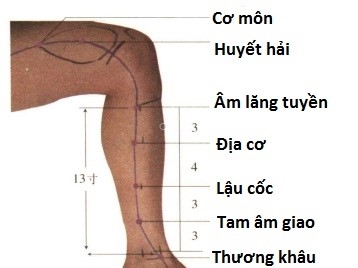 Cơ môn
Huyết hải
Âm lăng tuyền
3
Địa cơ
4
13寸
Lậu cốc
3
Tam âm giao
3
Thương khâu